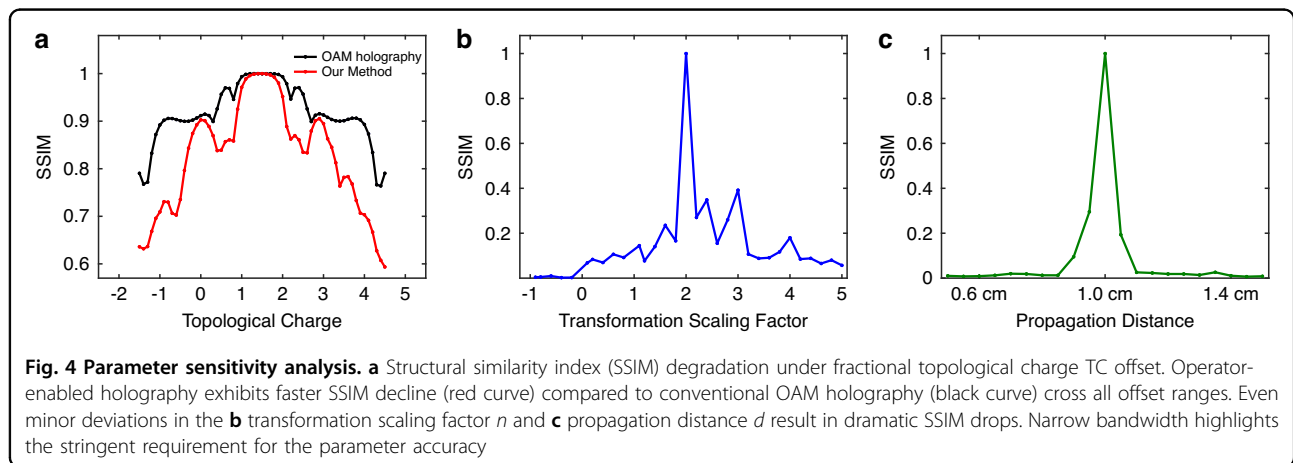 a
OAM holography
Our Method
SSIM
1
0.9
0.8
0.7
0.6
-2 -1 0 1 2 3 4 5
Topological Charge
b
SSIM
1
0.8
0.6
0.4
0.2
-1 0 1 2 3 4 5
Transformation Scaling Factor
c
SSIM
1
0.8
0.6
0.4
0.2
0
0.6 cm 1.0 cm 1.4 cm
Propagation Distance
Fig. 4 Parameter sensitivity analysis. a Structural similarity index (SSIM) degradation under fractional topological charge TC offset. Operator-
enabled holography exhibits faster SSIM decline (red curve) compared to conventional OAM holography (black curve) cross all offset ranges. Even
minor deviations in the b transformation scaling factor n and c propagation distance d result in dramatic SSIM drops. Narrow bandwidth highlights
the stringent requirement for the parameter accuracy